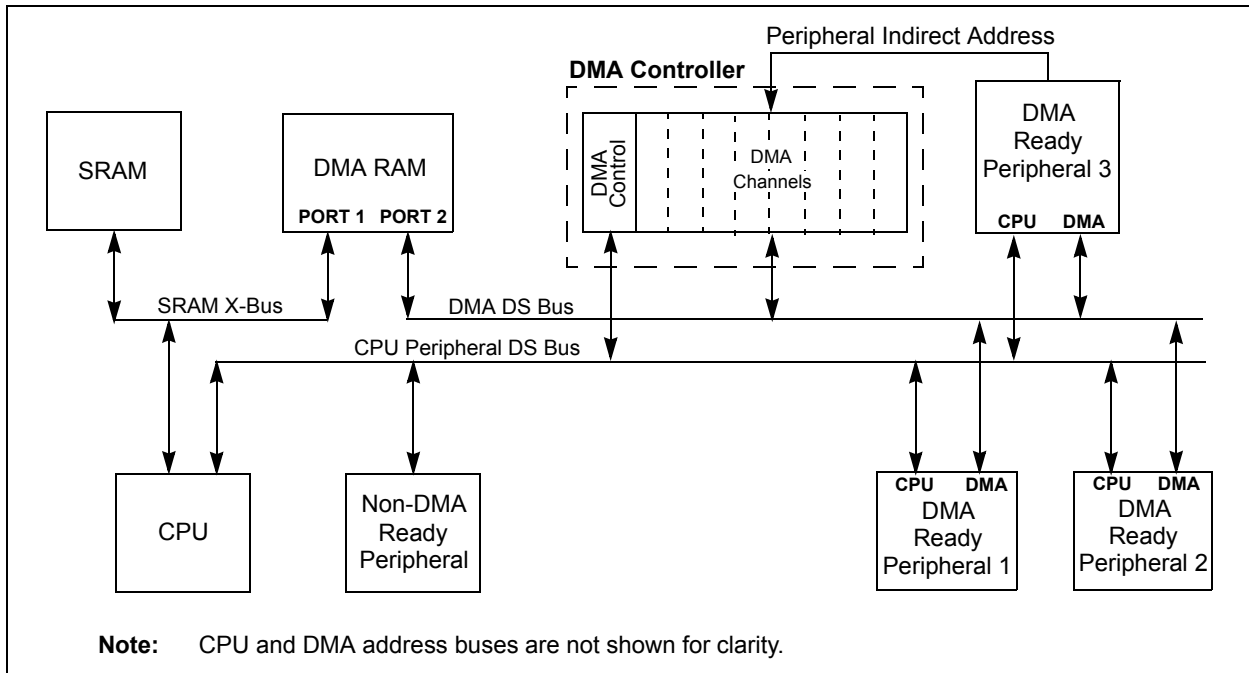 Peripheral Indirect Address
DMA Controller
SRAM
DMA RAM
PORT 1 PORT 2
DMA
Control
DMA
Channels
DMA
Ready
Peripheral 3
CPU DMA
SRAM X-Bus
DMA DS Bus
CPU Peripheral DS Bus
CPU
Non-DMA
Ready
Peripheral
CPU DMA
DMA
Ready
Peripheral 1
CPU DMA
DMA
Ready
Peripheral 2
Note: CPU and DMA address buses are not shown for clarity.